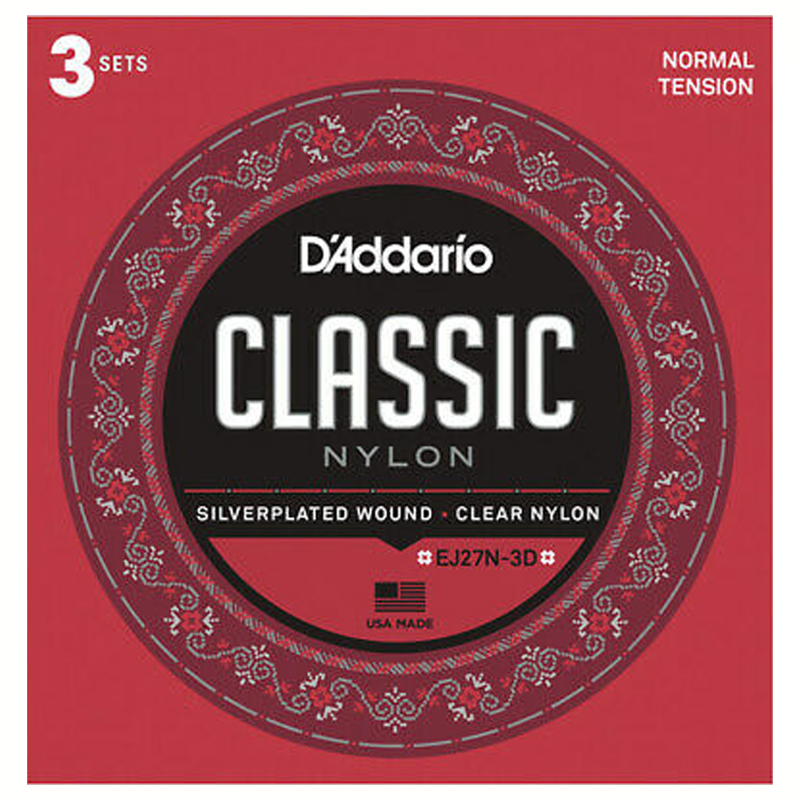 3 SETS
NORMAL
TENSION
D'Addario
CLASSIC
NYLON
SILVERPLATED WOUND · CLEAR NYLON
EJ27N-3D
USA MADE